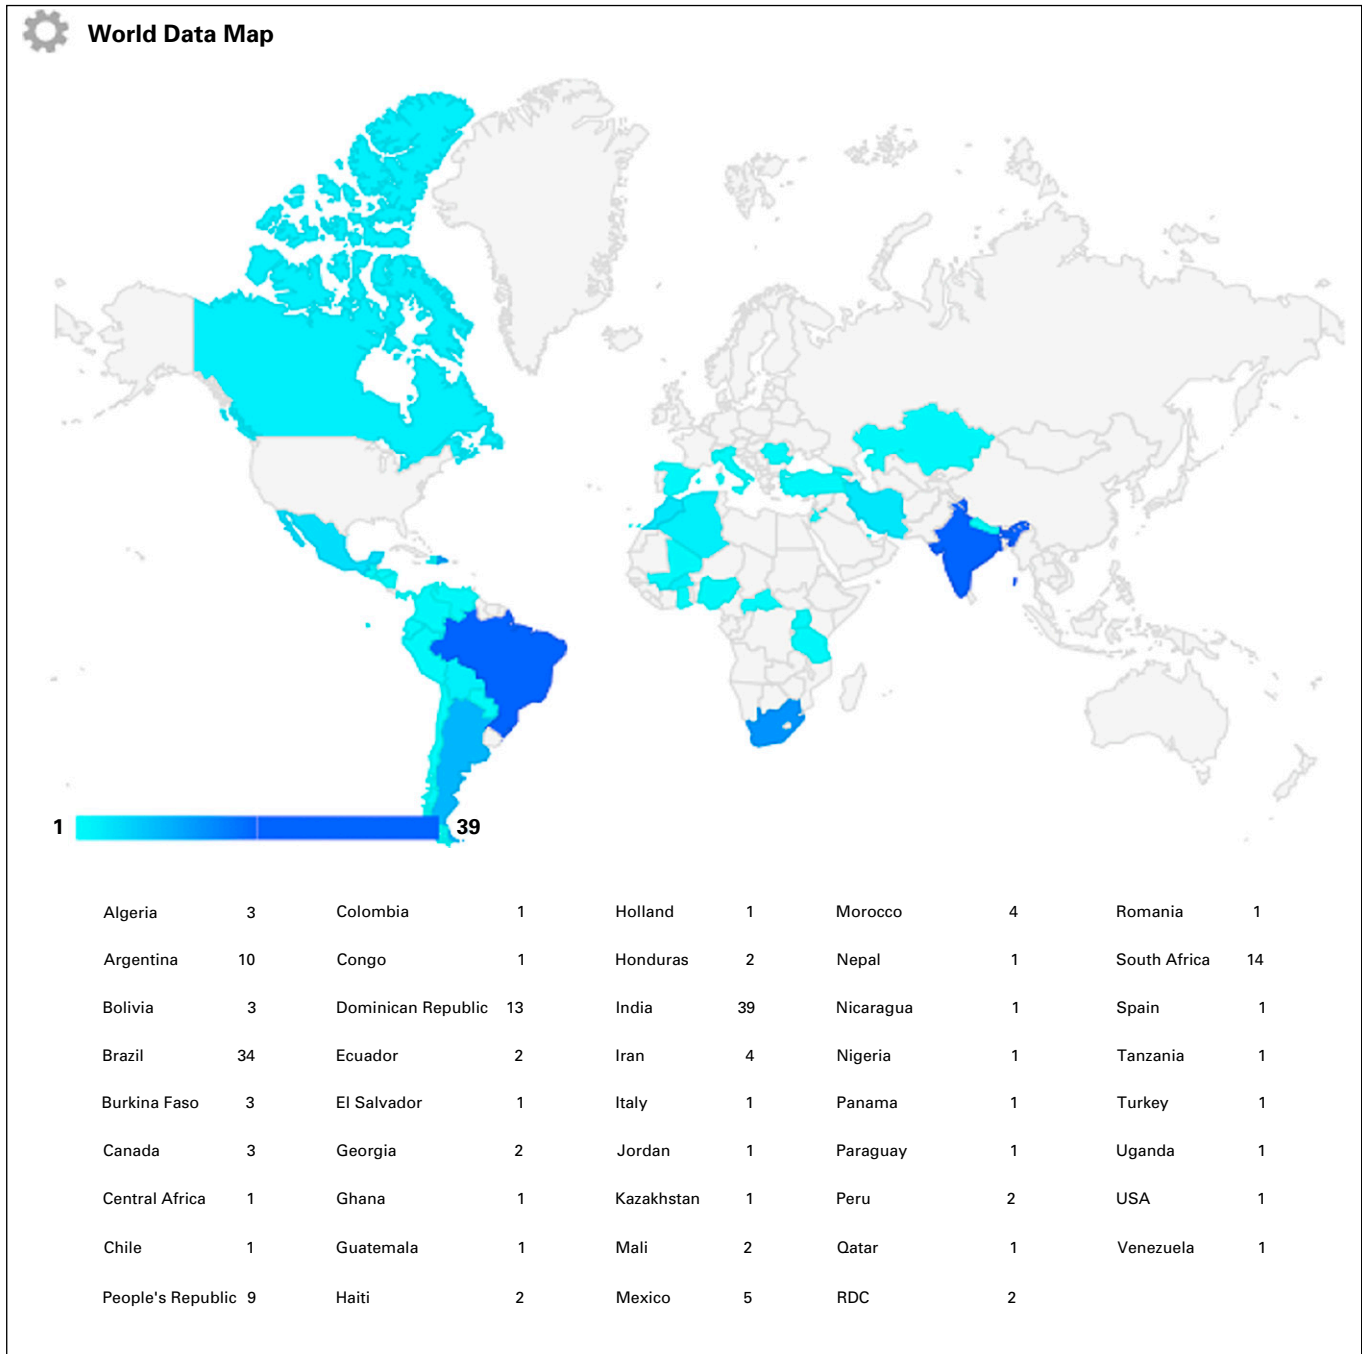 World Data Map
1 39
Algeria 3 Colombia 1 Holland 1 Morocco 4 Romania 1
Argentina 10 Congo 1 Honduras 2 Nepal 1 South Africa 14
Bolivia 3 Dominican Republic 13 India 39 Nicaragua 1 Spain 1
Brazil 34 Ecuador 2 Iran 4 Nigeria 1 Tanzania 1
Burkina Faso 3 El Salvador 1 Italy 1 Panama 1 Turkey 1
Canada 3 Georgia 2 Jordan 1 Paraguay 1 Uganda 1
Central Africa 1 Ghana 1 Kazakhstan 1 Peru 2 USA 1
Chile 1 Guatemala 1 Mali 2 Qatar 1 Venezuela 1
People's Republic 9 Haiti 2 Mexico 5 RDC 2